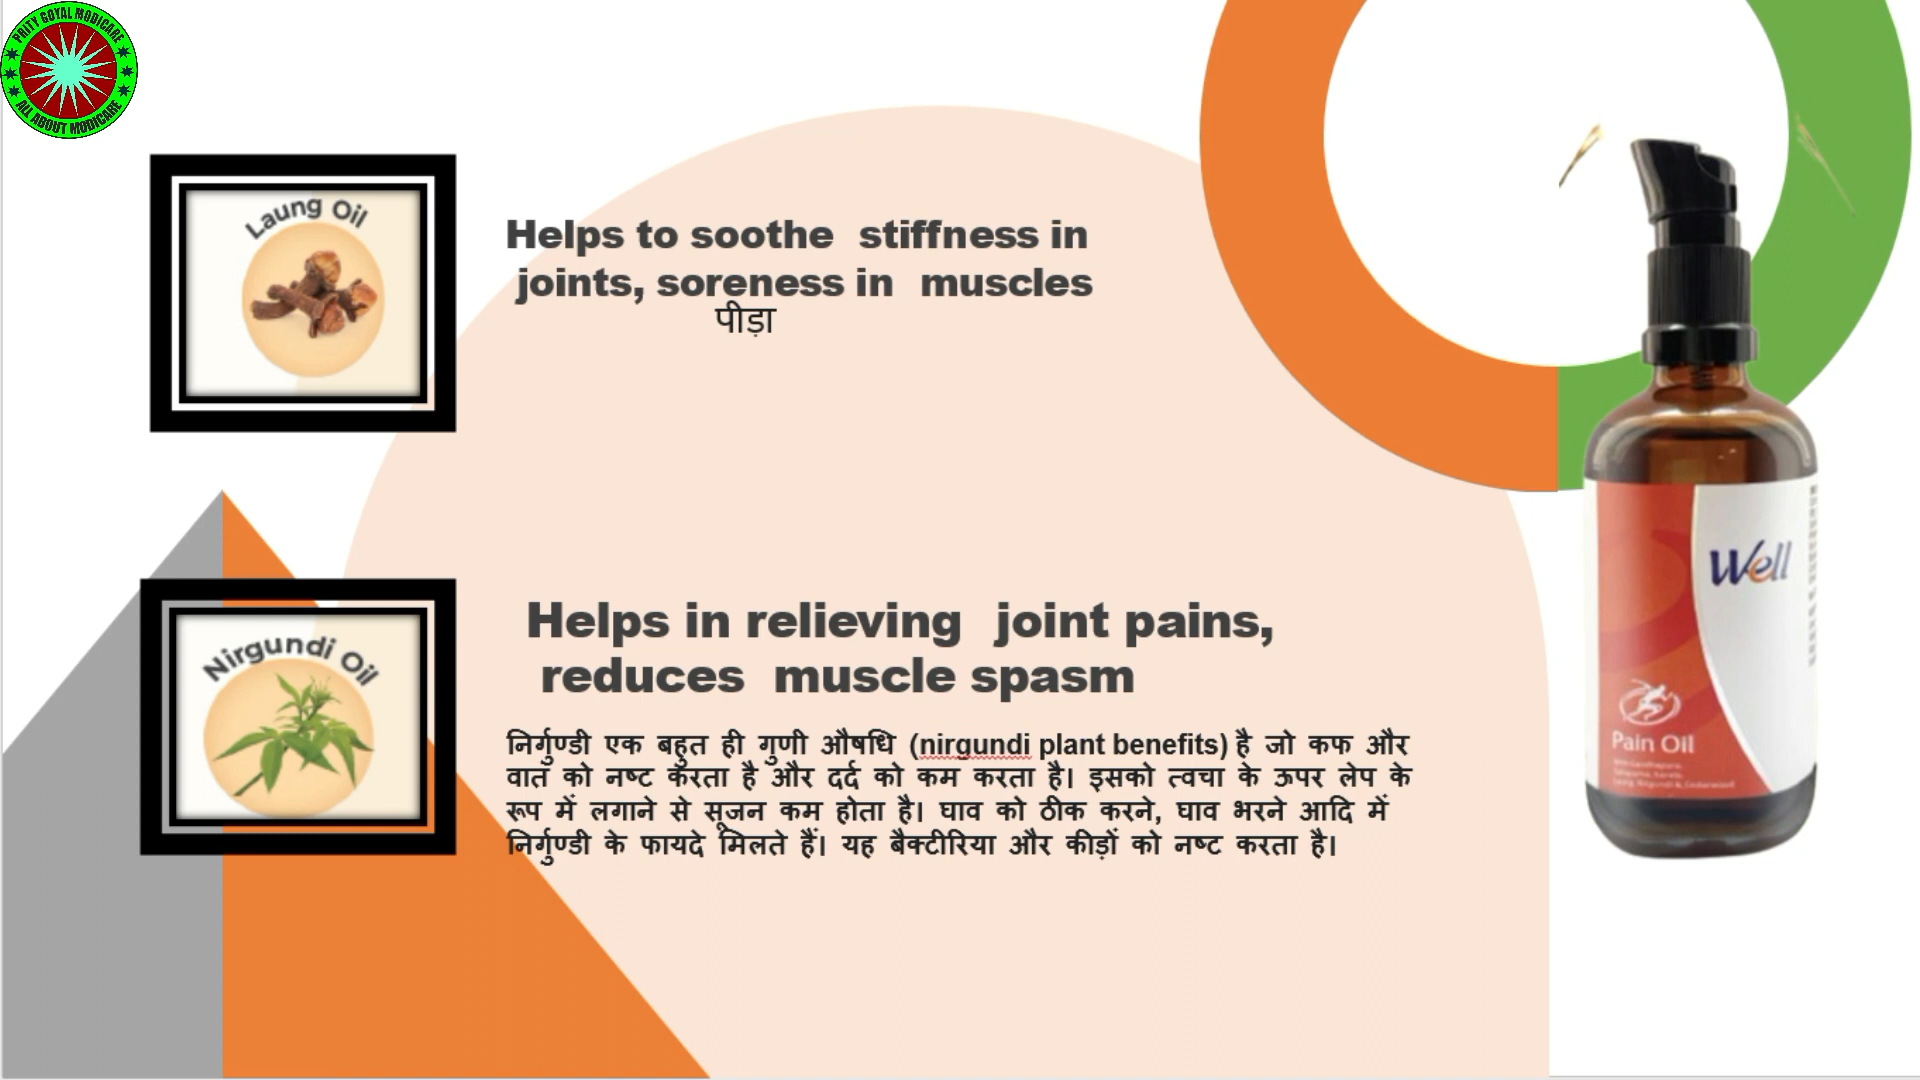 PRITY GOYAL MODICARE
ALL ABOUT MODICARE
Laung Oil
Helps to soothe stiffness in
joints, soreness in muscles
पीड़ा
Nirgundi Oil
Helps in relieving joint pains,
reduces muscle spasm
निर्गुण्डी एक बहुत ही गुणी औषधि (nirgundi plant benefits) है जो कफ और
वात को नष्ट करता है और दर्द को कम करता है। इसको त्वचा के ऊपर लेप के
रूप में लगाने से सूजन कम होता है। घाव को ठीक करने, घाव भरने आदि में
निर्गुण्डी के फायदे मिलते हैं। यह बैक्टीरिया और कीड़ों को नष्ट करता है।
Well
Pain Oil
Laung, Nirgundi & Cedarwood